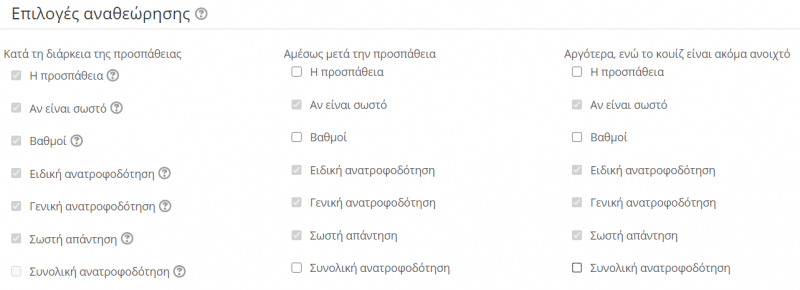 Επιλογές αναθεώρησης
Κατά τη διάρκεια της προσπάθειας
Η προσπάθεια
Αν είναι σωστό
Βαθμοί
Ειδική ανατροφοδότηση
Γενική ανατροφοδότηση
Σωστή απάντηση
Συνολική ανατροφοδότηση
Αμέσως μετά την προσπάθεια
Η προσπάθεια
Αν είναι σωστό
Βαθμοί
Ειδική ανατροφοδότηση
Γενική ανατροφοδότηση
Σωστή απάντηση
Συνολική ανατροφοδότηση
Αργότερα, ενώ το κουίζ είναι ακόμα ανοιχτό
Η προσπάθεια
Αν είναι σωστό
Βαθμοί
Ειδική ανατροφοδότηση
Γενική ανατροφοδότηση
Σωστή απάντηση
Συνολική ανατροφοδότηση